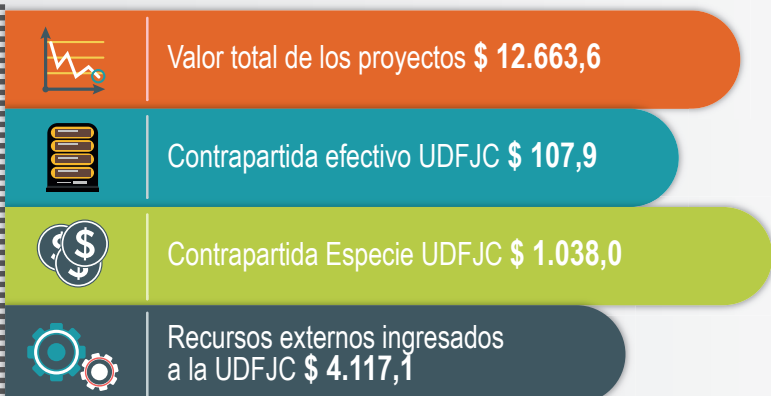 Valor total de los proyectos $ 12.663,6
Contrapartida efectivo UDFJC $ 107,9
Contrapartida Especie UDFJC $ 1.038,0
Recursos externos ingresados
a la UDFJC $ 4.117,1